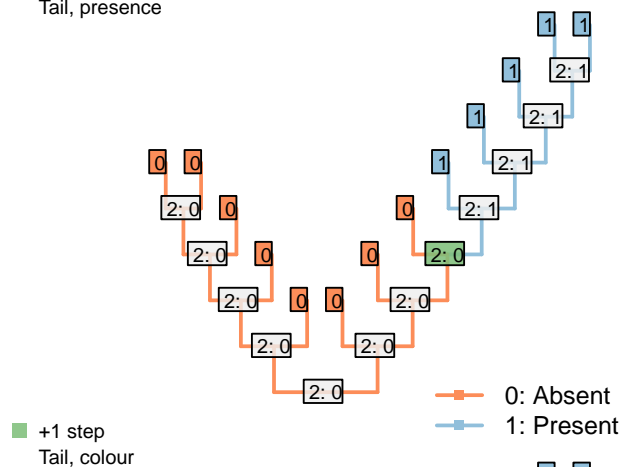 Tail, presence
1 1
1 2: 1
1 2: 1
0 0 1 2: 1
2: 0 0 0 2: 1
2: 0 0 0 2: 0
2: 0 0 0 2: 0
2: 0 2: 0
2: 0 0: Absent
1: Present
+1 step
Tail, colour